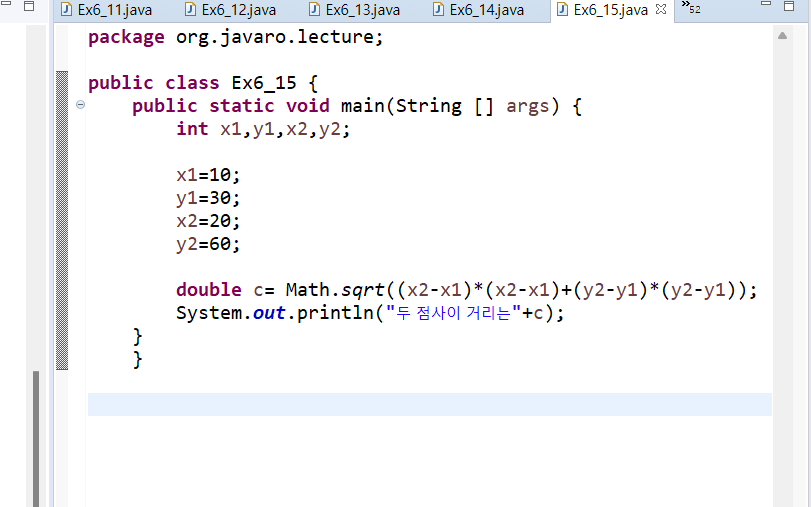 Ex6_11.java Ex6_12.java Ex6_13.java Ex6_14.java Ex6_15.java »52
package org.javaro.lecture;
public class Ex6_15 {
public static void main(String [] args) {
int x1,y1,x2,y2;
x1=10;
y1=30;
x2=20;
y2=60;
double c= Math.sqrt((x2-x1)*(x2-x1)+(y2-y1)*(y2-y1));
System.out.println("두 점사이 거리는"+c);
}
}